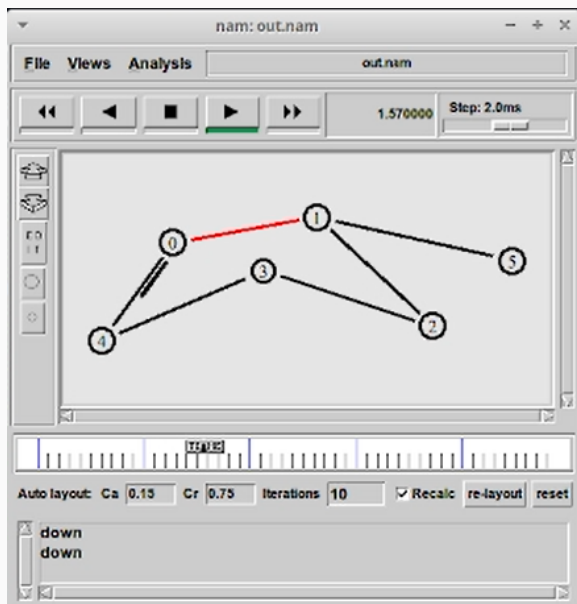 nam: out.nam
File Views Analysis out.nam
1.570000 Step: 2.0ms
1
0
3
5
2
4
Auto layout: Ca 0.15 Cr 0.75 Iterations 10 Recalc re-layout reset
down
down